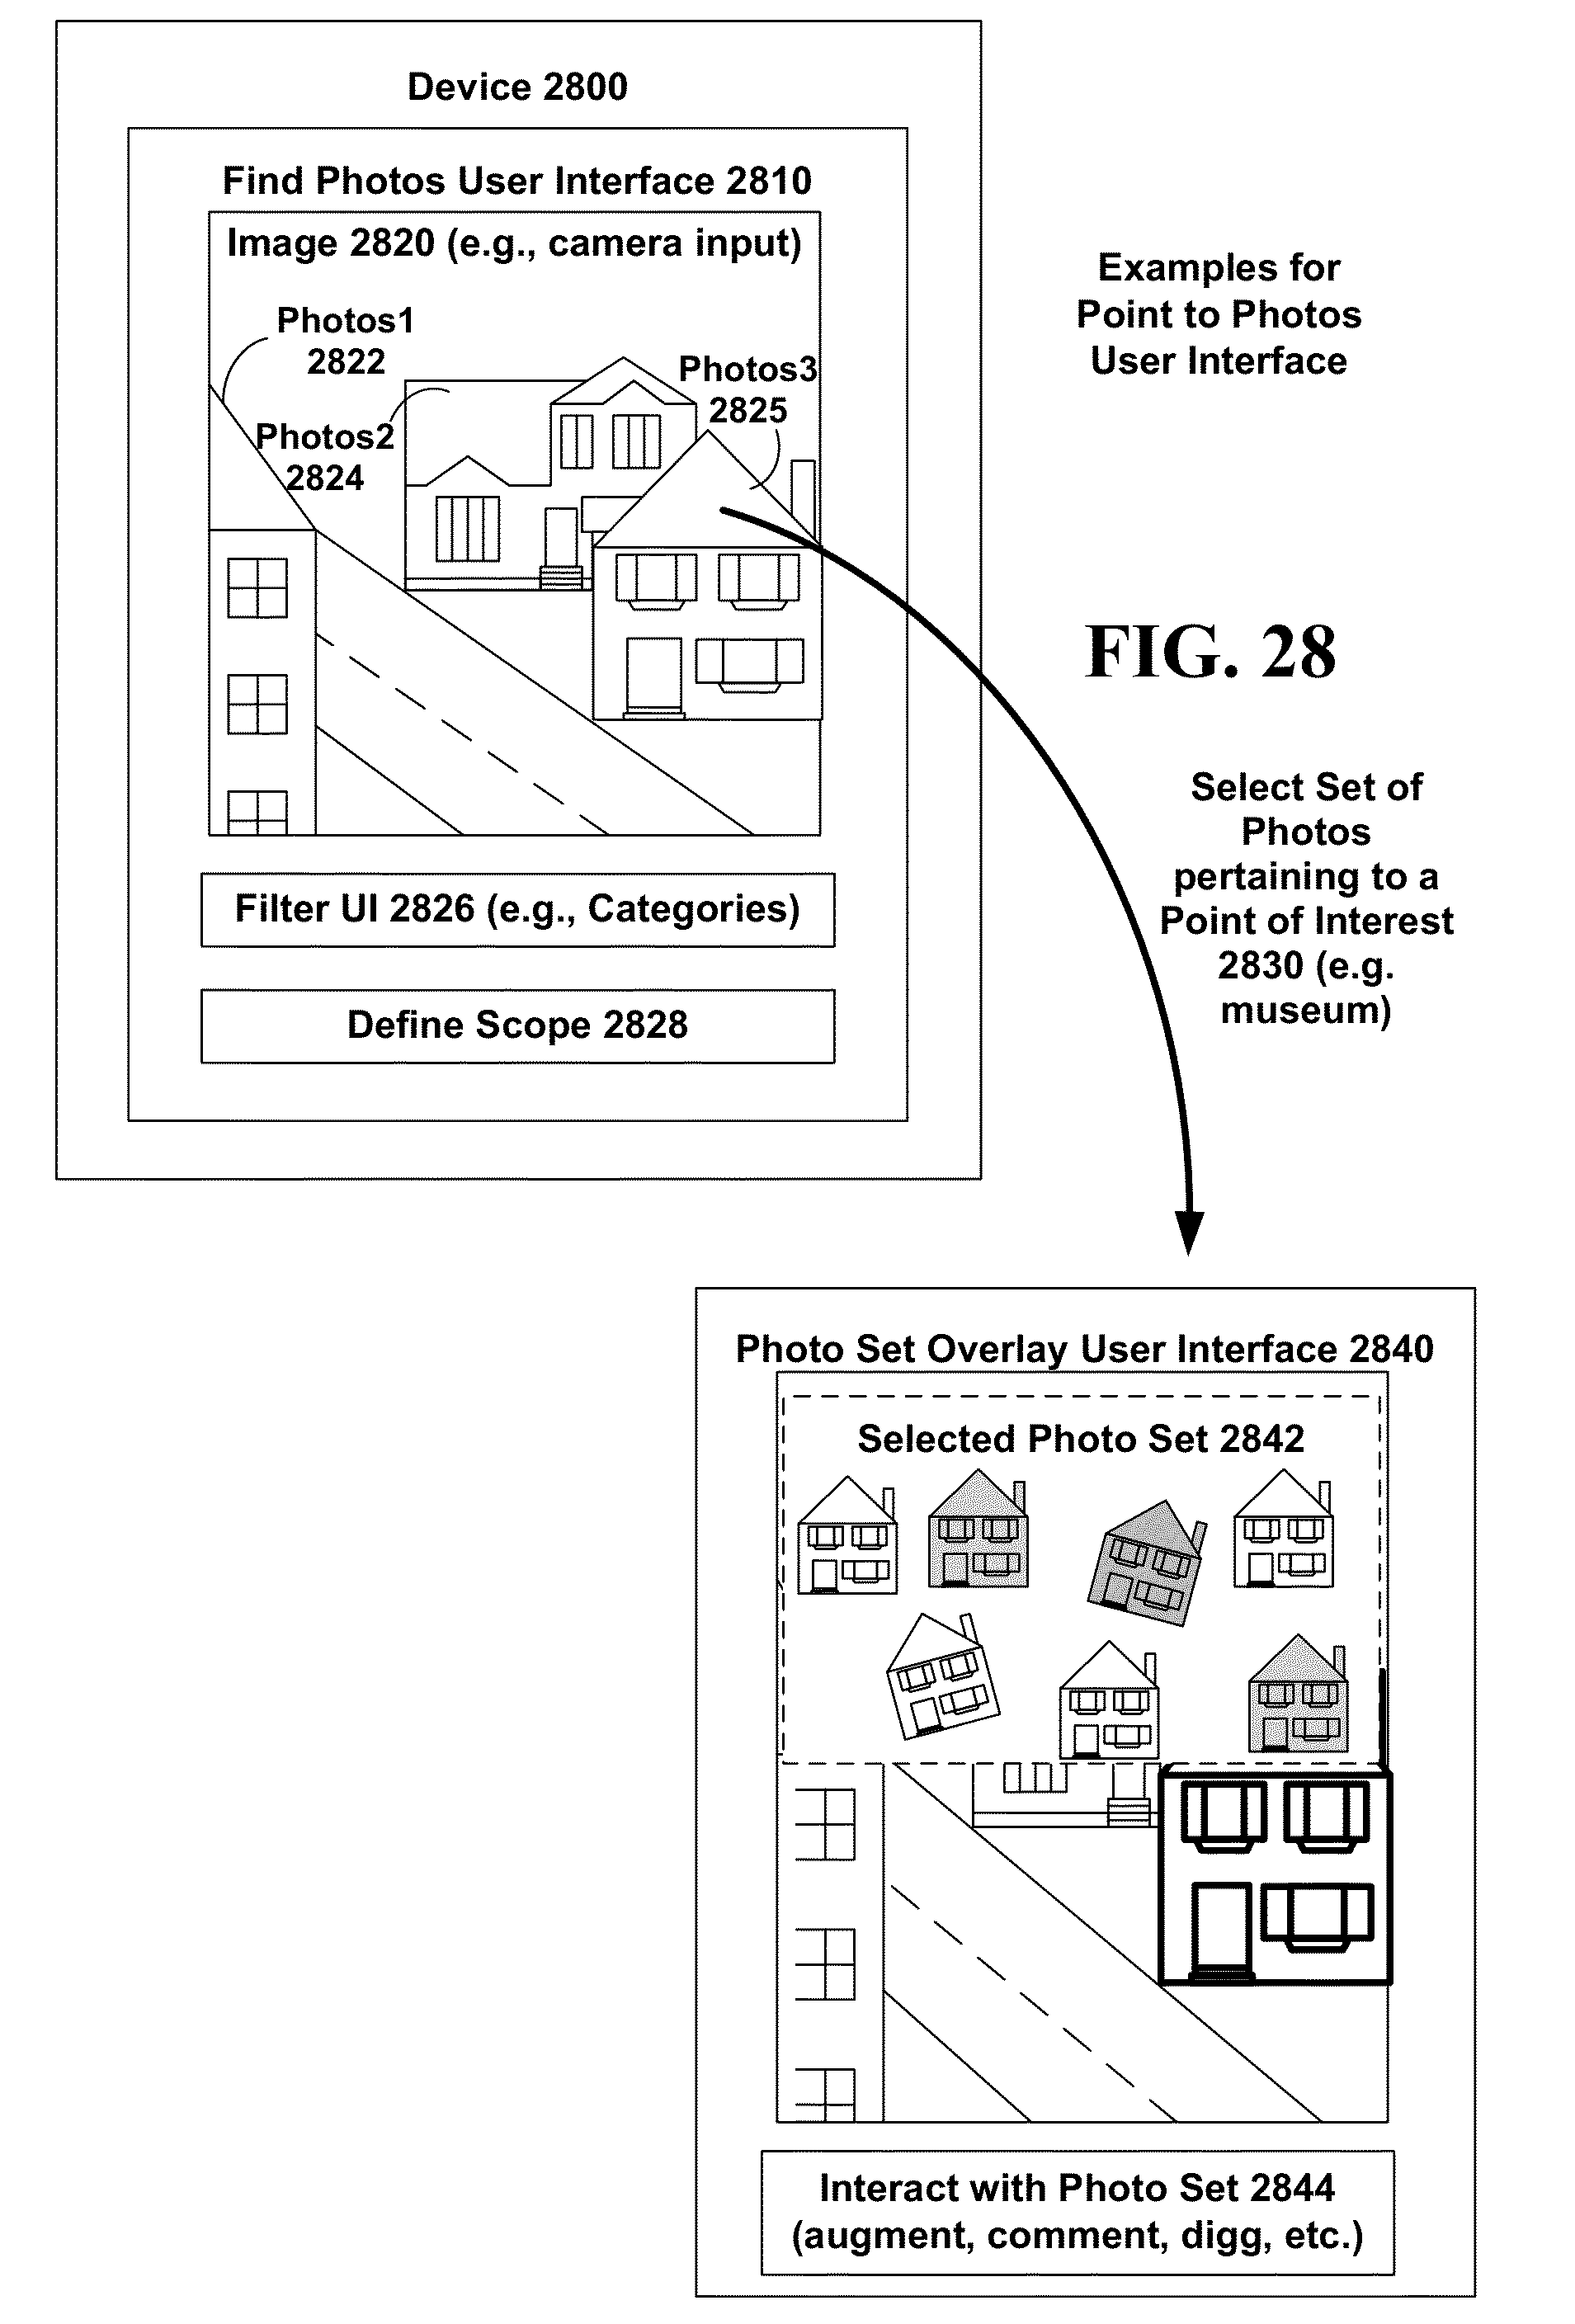 Device 2800
Find Photos User Interface 2810
Image 2820 (e.g., camera input)
Photos1
2822
Photos2
2824
Photos3
2825
Filter UI 2826 (e.g., Categories)
Define Scope 2828
Examples for
Point to Photos
User Interface
FIG. 28
Select Set of
Photos
pertaining to a
Point of Interest
2830 (e.g.
museum)
Photo Set Overlay User Interface 2840
Selected Photo Set 2842
Interact with Photo Set 2844
(augment, comment, digg, etc.)